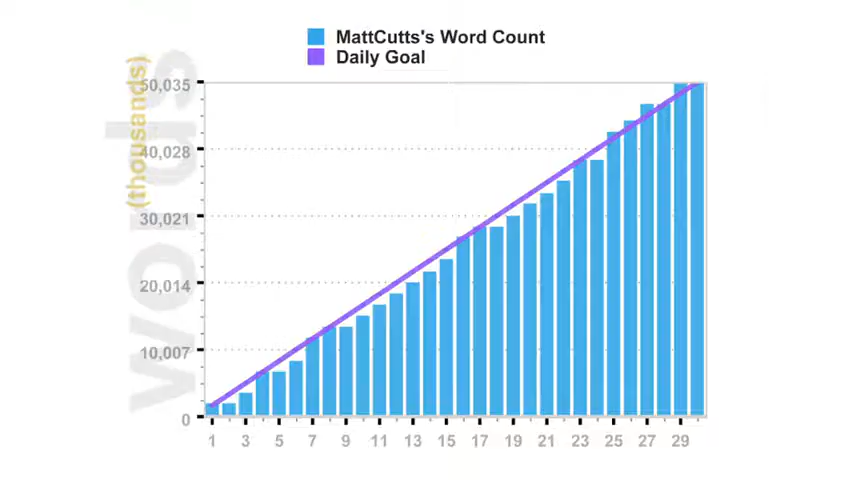 MattCutts's Word Count
Daily Goal
words
(thousands)
50,035
40,028
30,021
20,014
10,007
0
1 3 5 7 9 11 13 15 17 19 21 23 25 27 29